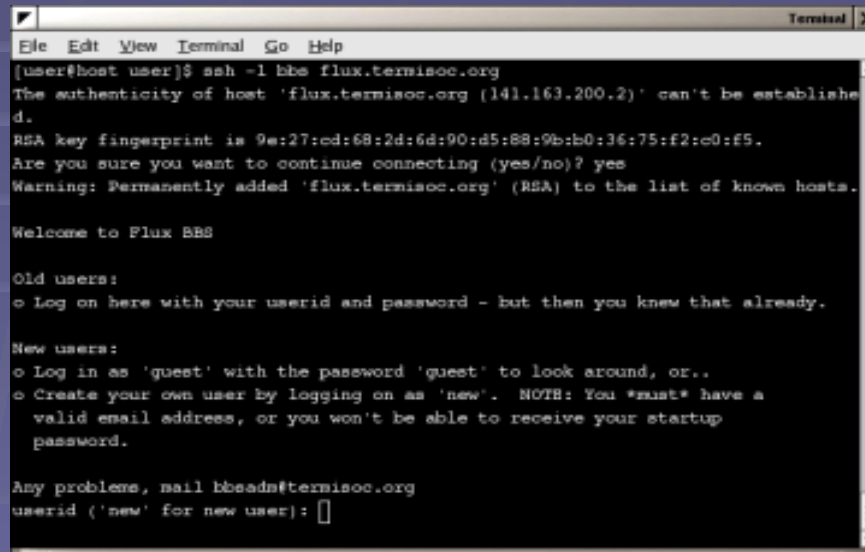 Terminal
File Edit View Terminal Go Help
[user@host user]$ ssh -l bbs flux.termisoc.org
The authenticity of host 'flux.termisoc.org (141.163.200.2)' can't be establishe
d.
RSA key fingerprint is 9e:27:cd:68:2d:6d:90:d5:88:9b:b0:36:75:f2:c0:f5.
Are you sure you want to continue connecting (yes/no)? yes
Warning: Permanently added 'flux.termisoc.org' (RSA) to the list of known hosts.
Welcome to Flux BBS
Old users:
o Log on here with your userid and password - but then you knew that already.
New users:
o Log in as 'guest' with the password 'guest' to look around, or..
o Create your own user by logging on as 'new'. NOTE: You *must* have a
valid email address, or you won't be able to receive your startup
password.
Any problems, mail bbsadm@termisoc.org
userid ('new' for new user):